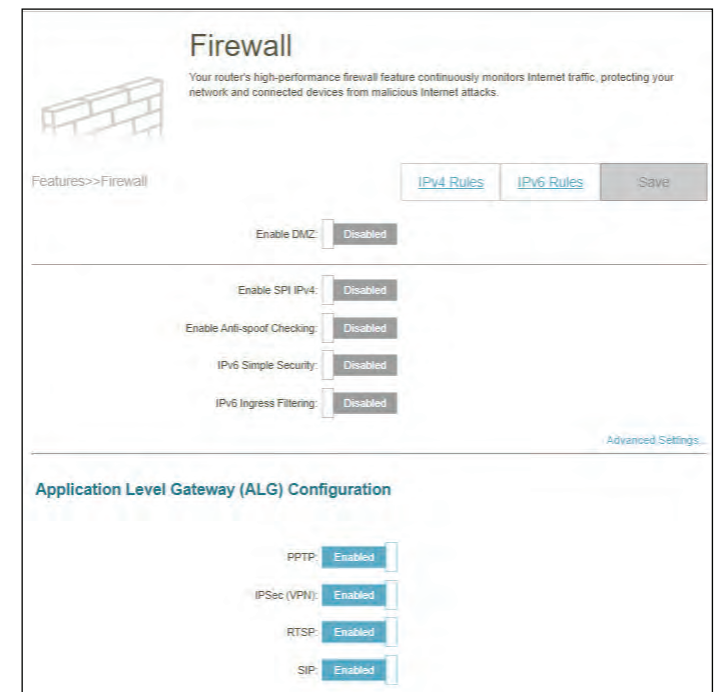 Firewall
Your router's high-performance firewall feature continuously monitors Internet traffic, protecting your
network and connected devices from malicious Internet attacks.
Features>>Firewall
IPv4 Rules
IPv6 Rules
Save
Enable DMZ: Disabled
Enable SPI IPv4: Disabled
Enable Anti-spoof Checking: Disabled
IPv6 Simple Security: Disabled
IPv6 Ingress Filtering: Disabled
Advanced Settings...
Application Level Gateway (ALG) Configuration
PPTP: Enabled
IPSec (VPN): Enabled
RTSP: Enabled
SIP: Enabled